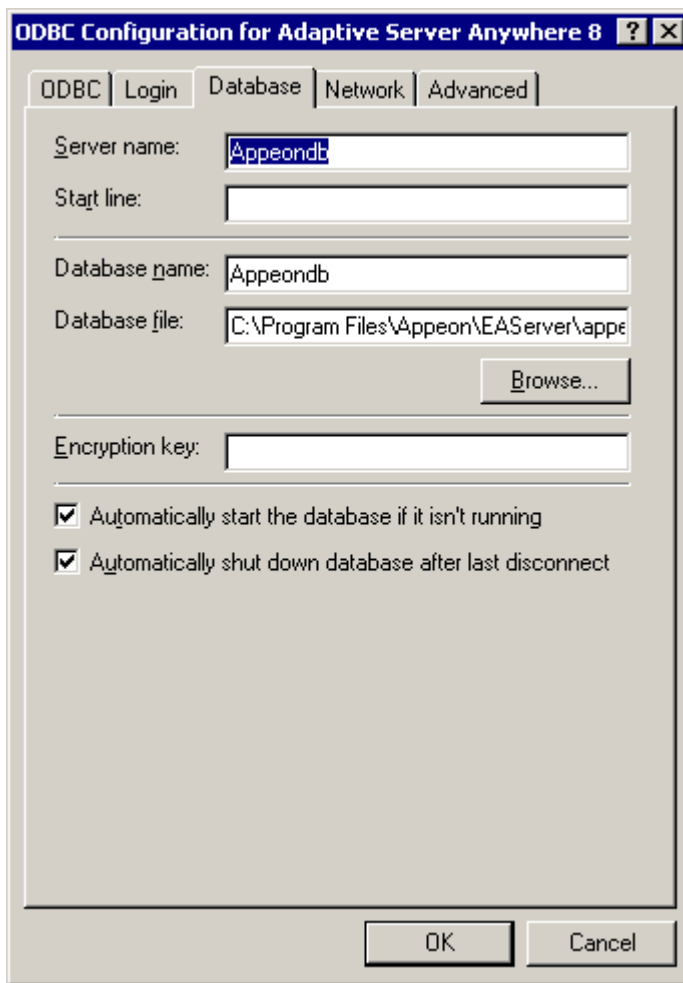 ODBC Configuration for Adaptive Server Anywhere 8 ? X
ODBC Login Database Network Advanced
Server name: Appeondb
Start line:
Database name: Appeondb
Database file: C:\Program Files\Appeon\EAServer\appe
Browse...
Encryption key:
Automatically start the database if it isn't running
Automatically shut down database after last disconnect
OK Cancel